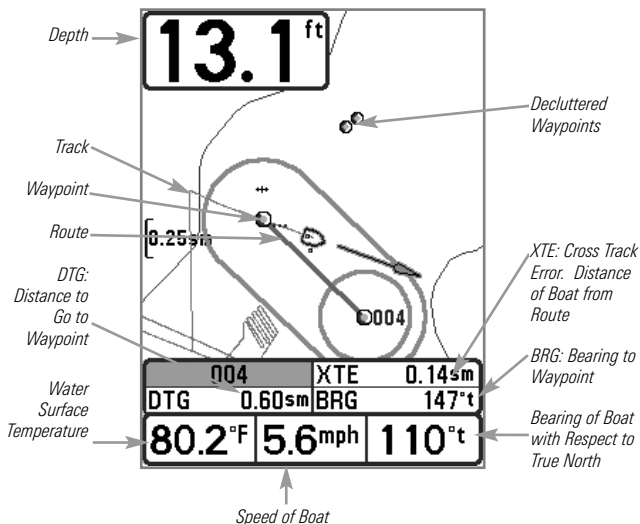 Depth
13.1 ft
Decluttered
Waypoints
Track
Waypoint
Route
0.25sm
DTG:
Distance to
Go to
Waypoint
XTE: Cross Track
Error. Distance
of Boat from
Route
004
004
XTE 0.14sm
DTG 0.60sm
BRG 147°t
BRG: Bearing to
Waypoint
Water
Surface
Temperature
80.2°F
5.6mph
110°t
Bearing of Boat
with Respect to
True North
Speed of Boat